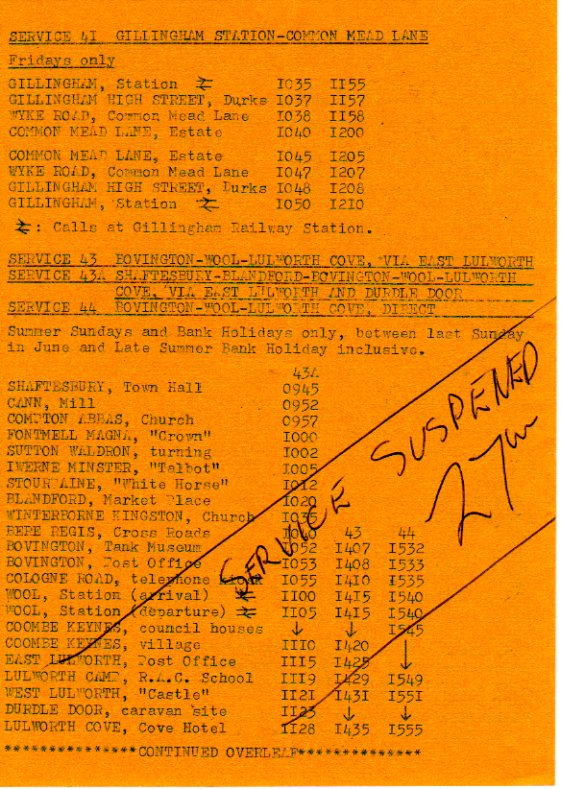 SERVICE 41 GILLINGHAM STATION-COMMON MEAD LANE
Fridays only
GILLINGHAM, Station 1035 1155
GILLINGHAM HIGH STREET, Durks 1037 1157
WYKE ROAD, Common Mead Lane 1038 1158
COMMON MEAD LANE, Estate 1040 1200
COMMON MEAD LANE, Estate 1045 1205
WYKE ROAD, Common Mead Lane 1047 1207
GILLINGHAM HIGH STREET, Durks 1048 1208
GILLINGHAM, Station 1050 1210
: Calls at Gillingham Railway Station.
SERVICE 43 BOVINGTON-WOOL-LULWORTH COVE, VIA EAST LULWORTH
SERVICE 43A SHAFTESBURY-BLANDFORD-BOVINGTON-WOOL-LULWORTH
COVE, VIA EAST LULWORTH AND DURDLE DOOR
SERVICE 44 BOVINGTON-WOOL-LULWORTH COVE, DIRECT
Summer Sundays and Bank Holidays only, between last Sunday
in June and Late Summer Bank Holiday inclusive.
43A
SHAFTESBURY, Town Hall 0945
CANN, Mill 0952
COMPTON ABBAS, Church 0957
FONTMELL MAGNA, "Crown" 1000
SUTTON WALDRON, turning 1002
IWERNE MINSTER, "Talbot" 1005
STOURPAINE, "White Horse" 1012
BLANDFORD, Market Place 1020
WINTERBORNE KINGSTON, Church 1035
BERE REGIS, Cross Roads 1040 43 44
BOVINGTON, Tank Museum 1052 1407 1532
BOVINGTON, Post Office 1053 1408 1533
COLOGNE ROAD, telephone kiosk 1055 1410 1535
WOOL, Station (arrival) 1100 1415 1540
WOOL, Station (departure) 1105 1415 1540
COOMBE KEYNES, council houses ↓ ↓ 1545
COOMBE KEYNES, village 1110 1420
EAST LULWORTH, Post Office 1115 1425 ↓
LULWORTH CAMP, R.A.C. School 1119 1429 1549
WEST LULWORTH, "Castle" 1121 1431 1551
DURDLE DOOR, caravan site 1123 ↓ ↓
LULWORTH COVE, Cove Hotel 1128 1435 1555
***************CONTINUED OVERLEAF**************
SERVICE SUSPENED